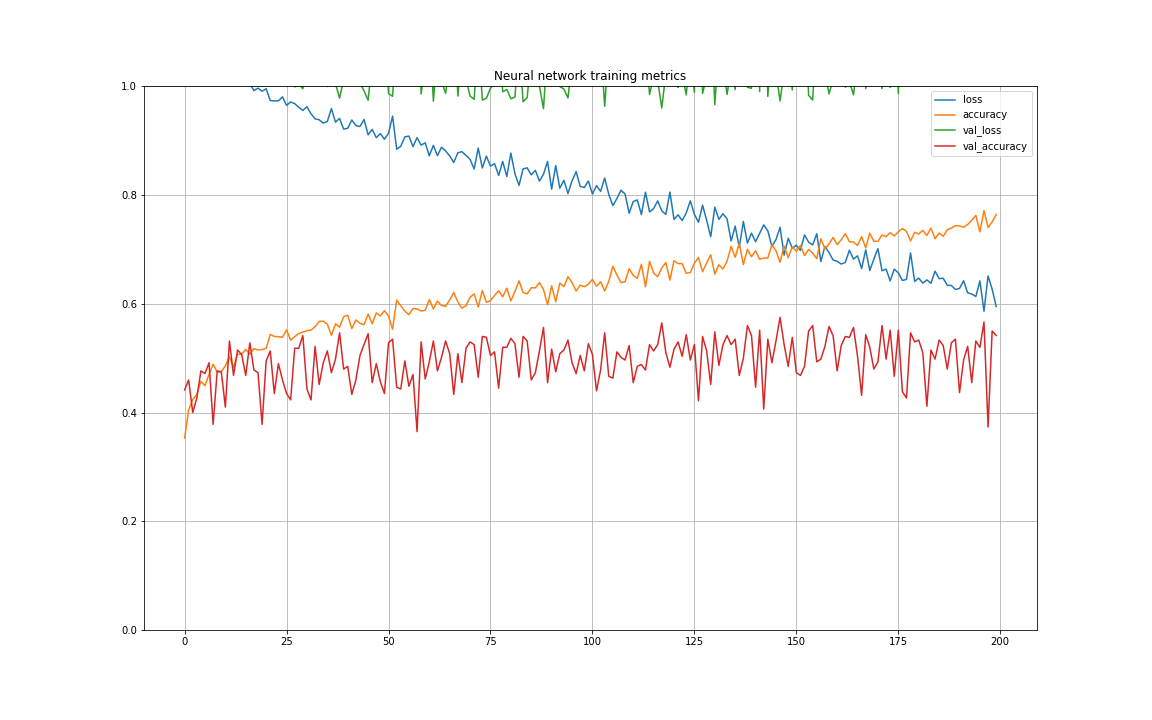 Neural network training metrics
1.0
loss
accuracy
val_loss
val_accuracy
0.8
0.6
0.4
0.2
0.0
0 25 50 75 100 125 150 175 200